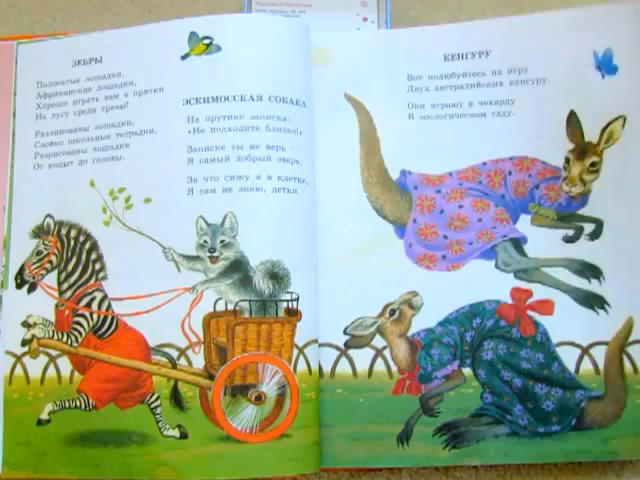 ЗЕБРЫ
Полосатые лошадки,
Африканские лошадки,
Хорошо играть вам в прятки
На лугу среди травы!
Разлинованы лошадки,
Словно школьные тетрадки,
Разрисованы лошадки
От копыт до головы.
ЭСКИМОССКАЯ СОБАКА
На прутике записка:
«Не подходите близко!»
Записке ты не верь —
Я самый добрый зверь.
За что сижу я в клетке,
Я сам не знаю, детки.
КЕНГУРУ
Вот полюбуйтесь на игру
Двух австралийских кенгуру.
Они играют в чехарду
В зоологическом саду.